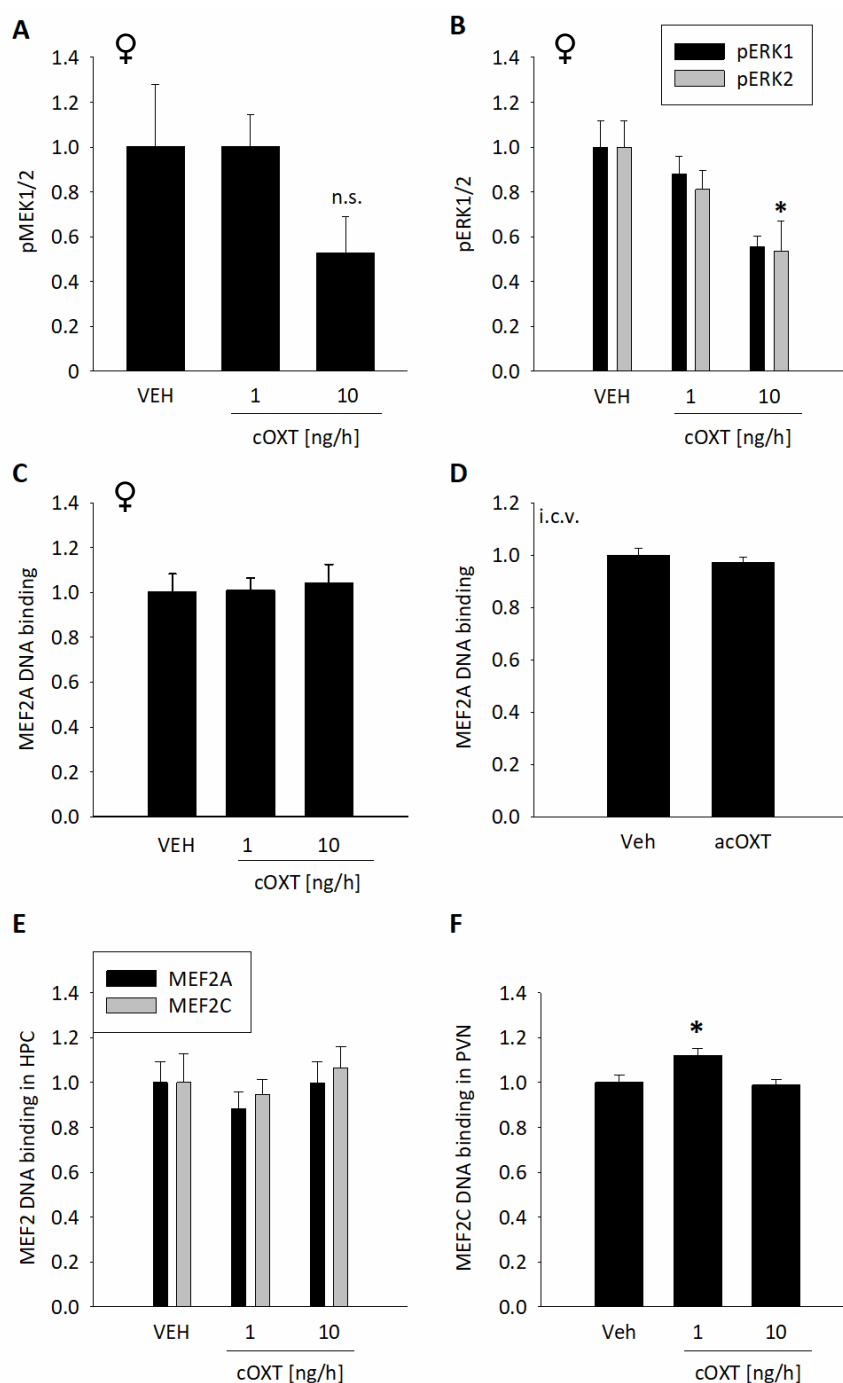 A
♀
1.4
1.2
1.0
0.8
0.6
0.4
0.2
0
pMEK1/2
n.s.
VEH 1 10
cOXT [ng/h]
B
♀
pERK1
pERK2
1.4
1.2
1.0
0.8
0.6
0.4
0.2
0.0
pERK1/2
*
VEH 1 10
cOXT [ng/h]
C
♀
1.4
1.2
1.0
0.8
0.6
0.4
0.2
0.0
MEF2A DNA binding
VEH 1 10
cOXT [ng/h]
D
i.c.v.
1.2
1.0
0.8
0.6
0.4
0.2
0.0
MEF2A DNA binding
Veh acOXT
E
MEF2A
MEF2C
1.4
1.2
1.0
0.8
0.6
0.4
0.2
0.0
MEF2 DNA binding in HPC
VEH 1 10
cOXT [ng/h]
F
1.4
1.2
1.0
0.8
0.6
0.4
0.2
0.0
MEF2C DNA binding in PVN
*
Veh 1 10
cOXT [ng/h]